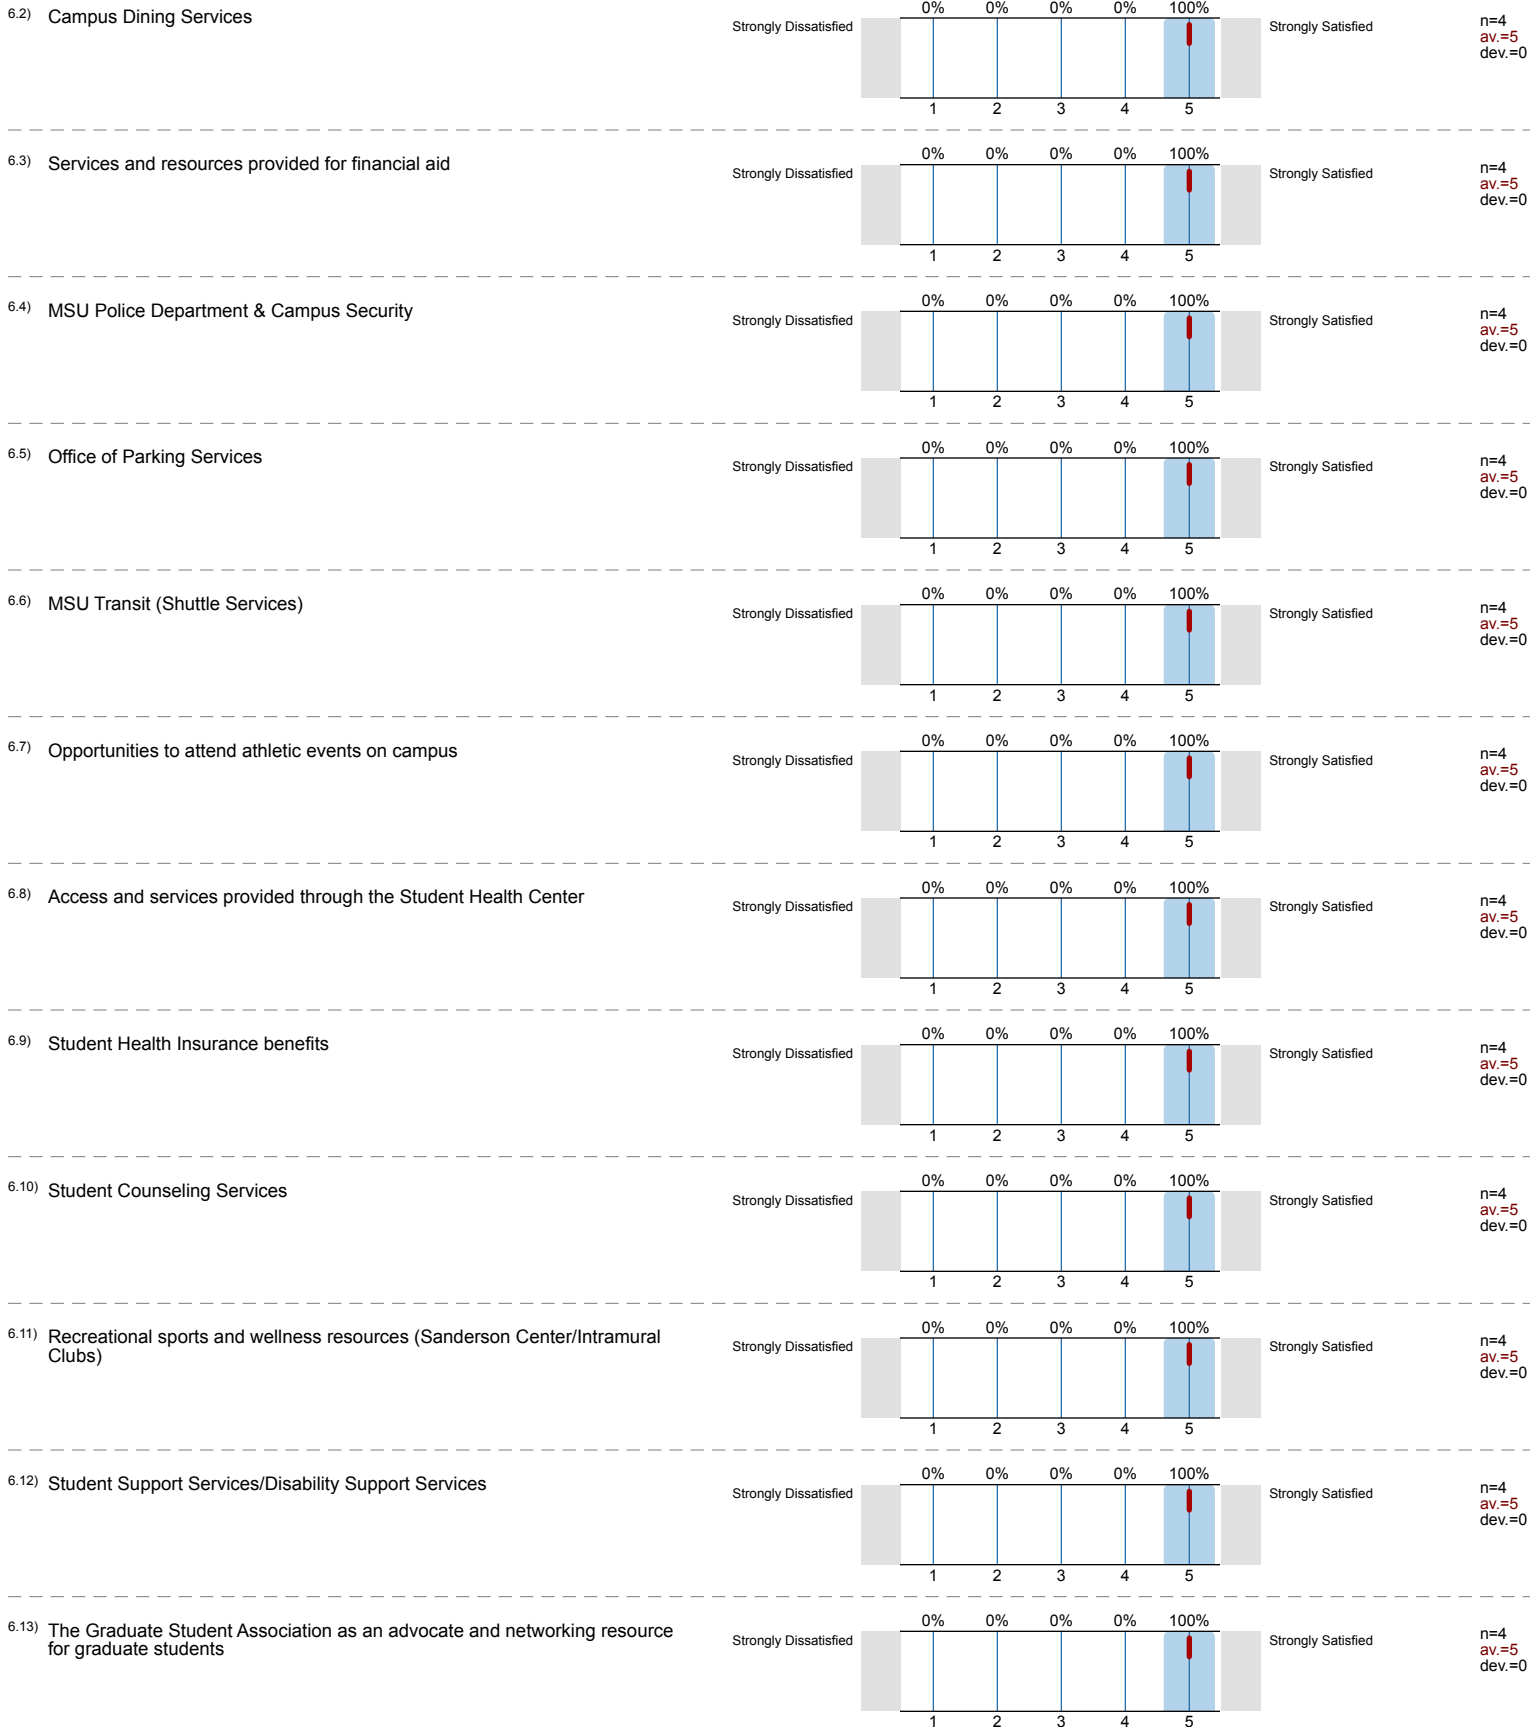 6.2) Campus Dining Services
0% 0% 0% 0% 100%
Strongly Dissatisfied Strongly Satisfied
n=4
av.=5
dev.=0
1 2 3 4 5
6.3) Services and resources provided for financial aid
0% 0% 0% 0% 100%
Strongly Dissatisfied Strongly Satisfied
n=4
av.=5
dev.=0
1 2 3 4 5
6.4) MSU Police Department & Campus Security
0% 0% 0% 0% 100%
Strongly Dissatisfied Strongly Satisfied
n=4
av.=5
dev.=0
1 2 3 4 5
6.5) Office of Parking Services
0% 0% 0% 0% 100%
Strongly Dissatisfied Strongly Satisfied
n=4
av.=5
dev.=0
1 2 3 4 5
6.6) MSU Transit (Shuttle Services)
0% 0% 0% 0% 100%
Strongly Dissatisfied Strongly Satisfied
n=4
av.=5
dev.=0
1 2 3 4 5
6.7) Opportunities to attend athletic events on campus
0% 0% 0% 0% 100%
Strongly Dissatisfied Strongly Satisfied
n=4
av.=5
dev.=0
1 2 3 4 5
6.8) Access and services provided through the Student Health Center
0% 0% 0% 0% 100%
Strongly Dissatisfied Strongly Satisfied
n=4
av.=5
dev.=0
1 2 3 4 5
6.9) Student Health Insurance benefits
0% 0% 0% 0% 100%
Strongly Dissatisfied Strongly Satisfied
n=4
av.=5
dev.=0
1 2 3 4 5
6.10) Student Counseling Services
0% 0% 0% 0% 100%
Strongly Dissatisfied Strongly Satisfied
n=4
av.=5
dev.=0
1 2 3 4 5
6.11) Recreational sports and wellness resources (Sanderson Center/Intramural
Clubs)
0% 0% 0% 0% 100%
Strongly Dissatisfied Strongly Satisfied
n=4
av.=5
dev.=0
1 2 3 4 5
6.12) Student Support Services/Disability Support Services
0% 0% 0% 0% 100%
Strongly Dissatisfied Strongly Satisfied
n=4
av.=5
dev.=0
1 2 3 4 5
6.13) The Graduate Student Association as an advocate and networking resource
for graduate students
0% 0% 0% 0% 100%
Strongly Dissatisfied Strongly Satisfied
n=4
av.=5
dev.=0
1 2 3 4 5